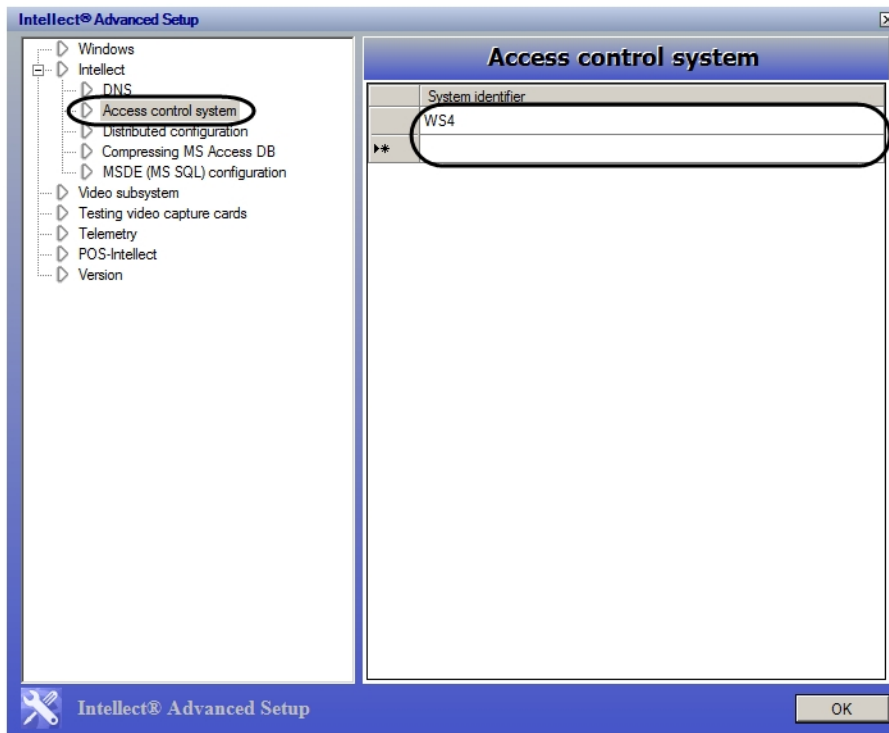 Intellect® Advanced Setup
Windows
Intellect
DNS
Access control system
Distributed configuration
Compressing MS Access DB
MSDE (MS SQL) configuration
Video subsystem
Testing video capture cards
Telemetry
POS-Intellect
Version
Access control system
System identifier
WS4
Intellect® Advanced Setup
OK